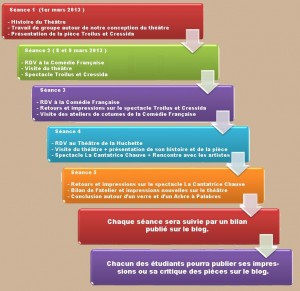 Séance 1 (1er mars 2013 )
- Histoire du Théâtre
- Travail de groupe autour de notre conception du théâtre
- Présentation de la pièce Troilus et Cressida
Séance 2 ( 5 et 8 mars 2013 )
- RDV à la Comédie Française
- Visite du théâtre
- Spectacle Troilus et Cressida
Séance 3
- RDV à la Comédie Française
- Retours et impressions sur le spectacle Troilus et Cressida
- Visite des ateliers de cotumes de la Comédie Française
Séance 4
- RDV au Théâtre de la Huchette
- Visite du théâtre + présentation de son histoire et de la pièce
- Spectacle La Cantatrice Chauve + Rencontre avec les artistes
Séance 5
- Retours et impressions sur le spectacle La Cantatrice Chauve
- Bilan de l'atelier et impressions nouvelles sur le théâtre
- Conclusion autour d'un verre et d'un Arbre à Palabres
Chaque séance sera suivie par un bilan
publié sur le blog.
Chacun des étudiants pourra publier ses impres-
sions ou sa critique des pièces sur le blog.